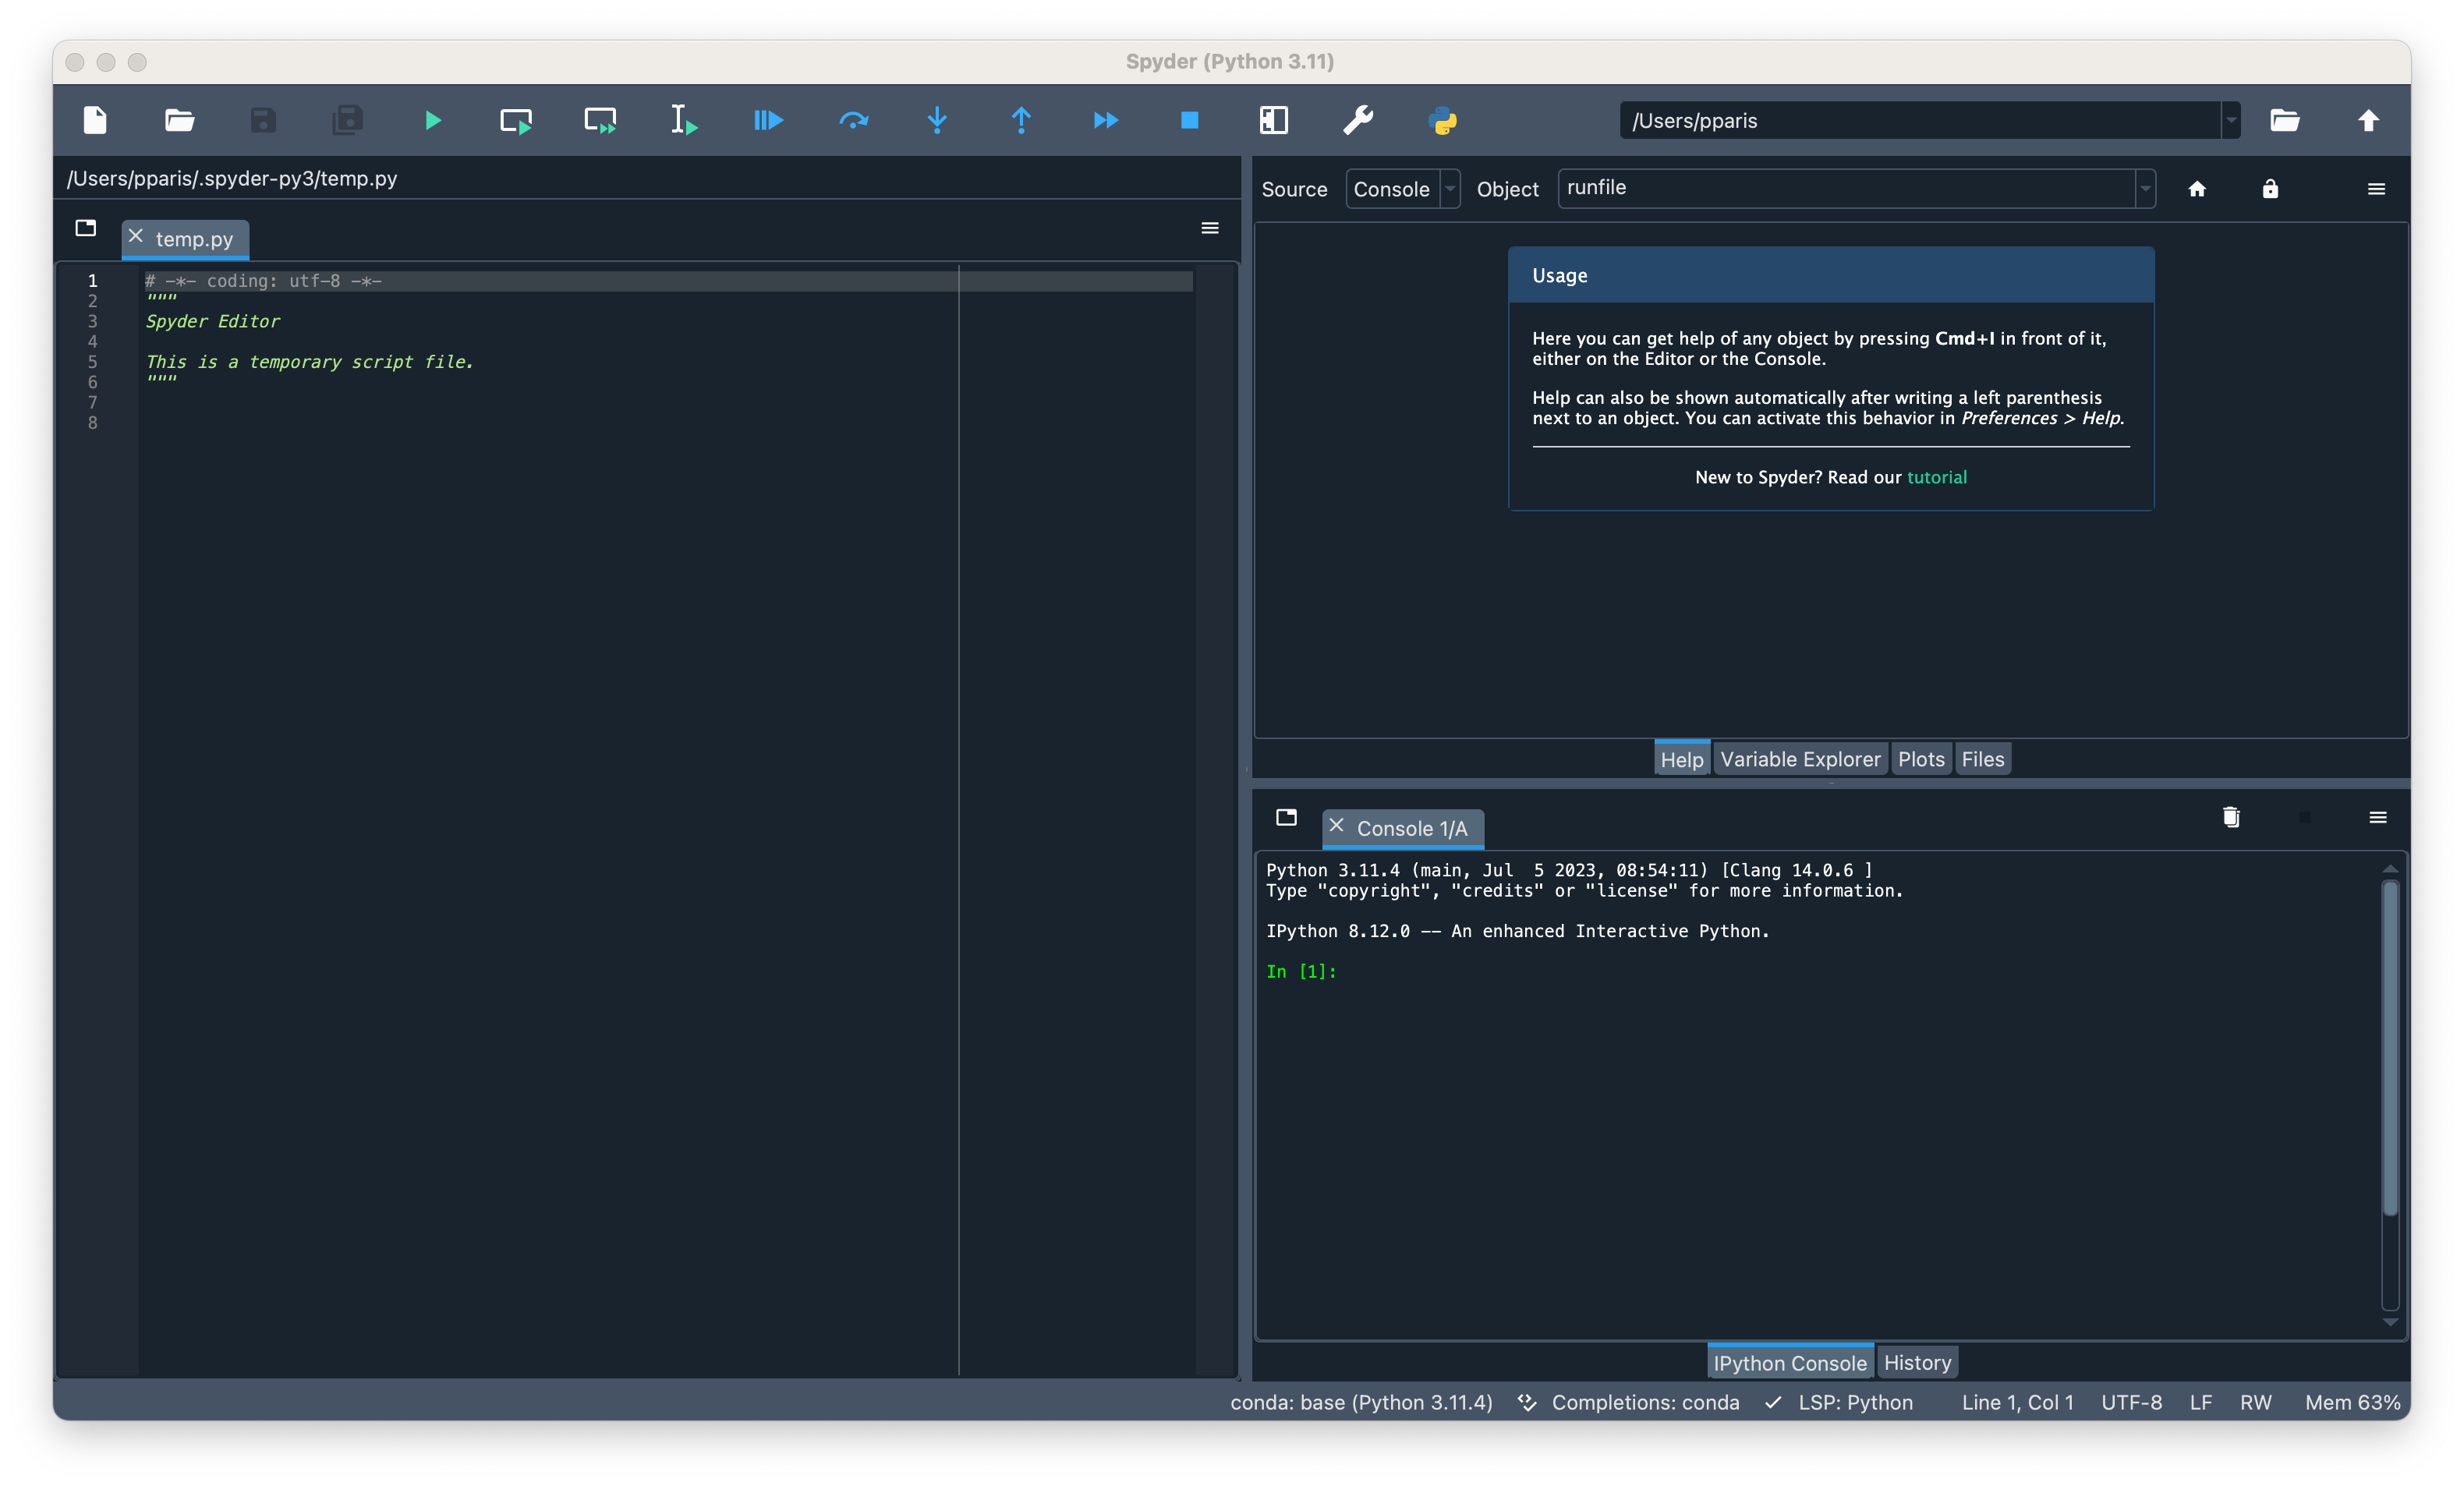 Spyder (Python 3.11)
/Users/pparis
/Users/pparis/.spyder-py3/temp.py
temp.py
1 # -*- coding: utf-8 -*-
2 """
3 Spyder Editor
4
5 This is a temporary script file.
6 """
7
8
Source Console Object runfile
Usage
Here you can get help of any object by pressing Cmd+I in front of it,
either on the Editor or the Console.
Help can also be shown automatically after writing a left parenthesis
next to an object. You can activate this behavior in Preferences > Help.
New to Spyder? Read our tutorial
Help Variable Explorer Plots Files
Console 1/A
Python 3.11.4 (main, Jul  5 2023, 08:54:11) [Clang 14.0.6 ]
Type "copyright", "credits" or "license" for more information.
IPython 8.12.0 -- An enhanced Interactive Python.
In [1]:
IPython Console History
conda: base (Python 3.11.4) Completions: conda LSP: Python Line 1, Col 1 UTF-8 LF RW Mem 63%